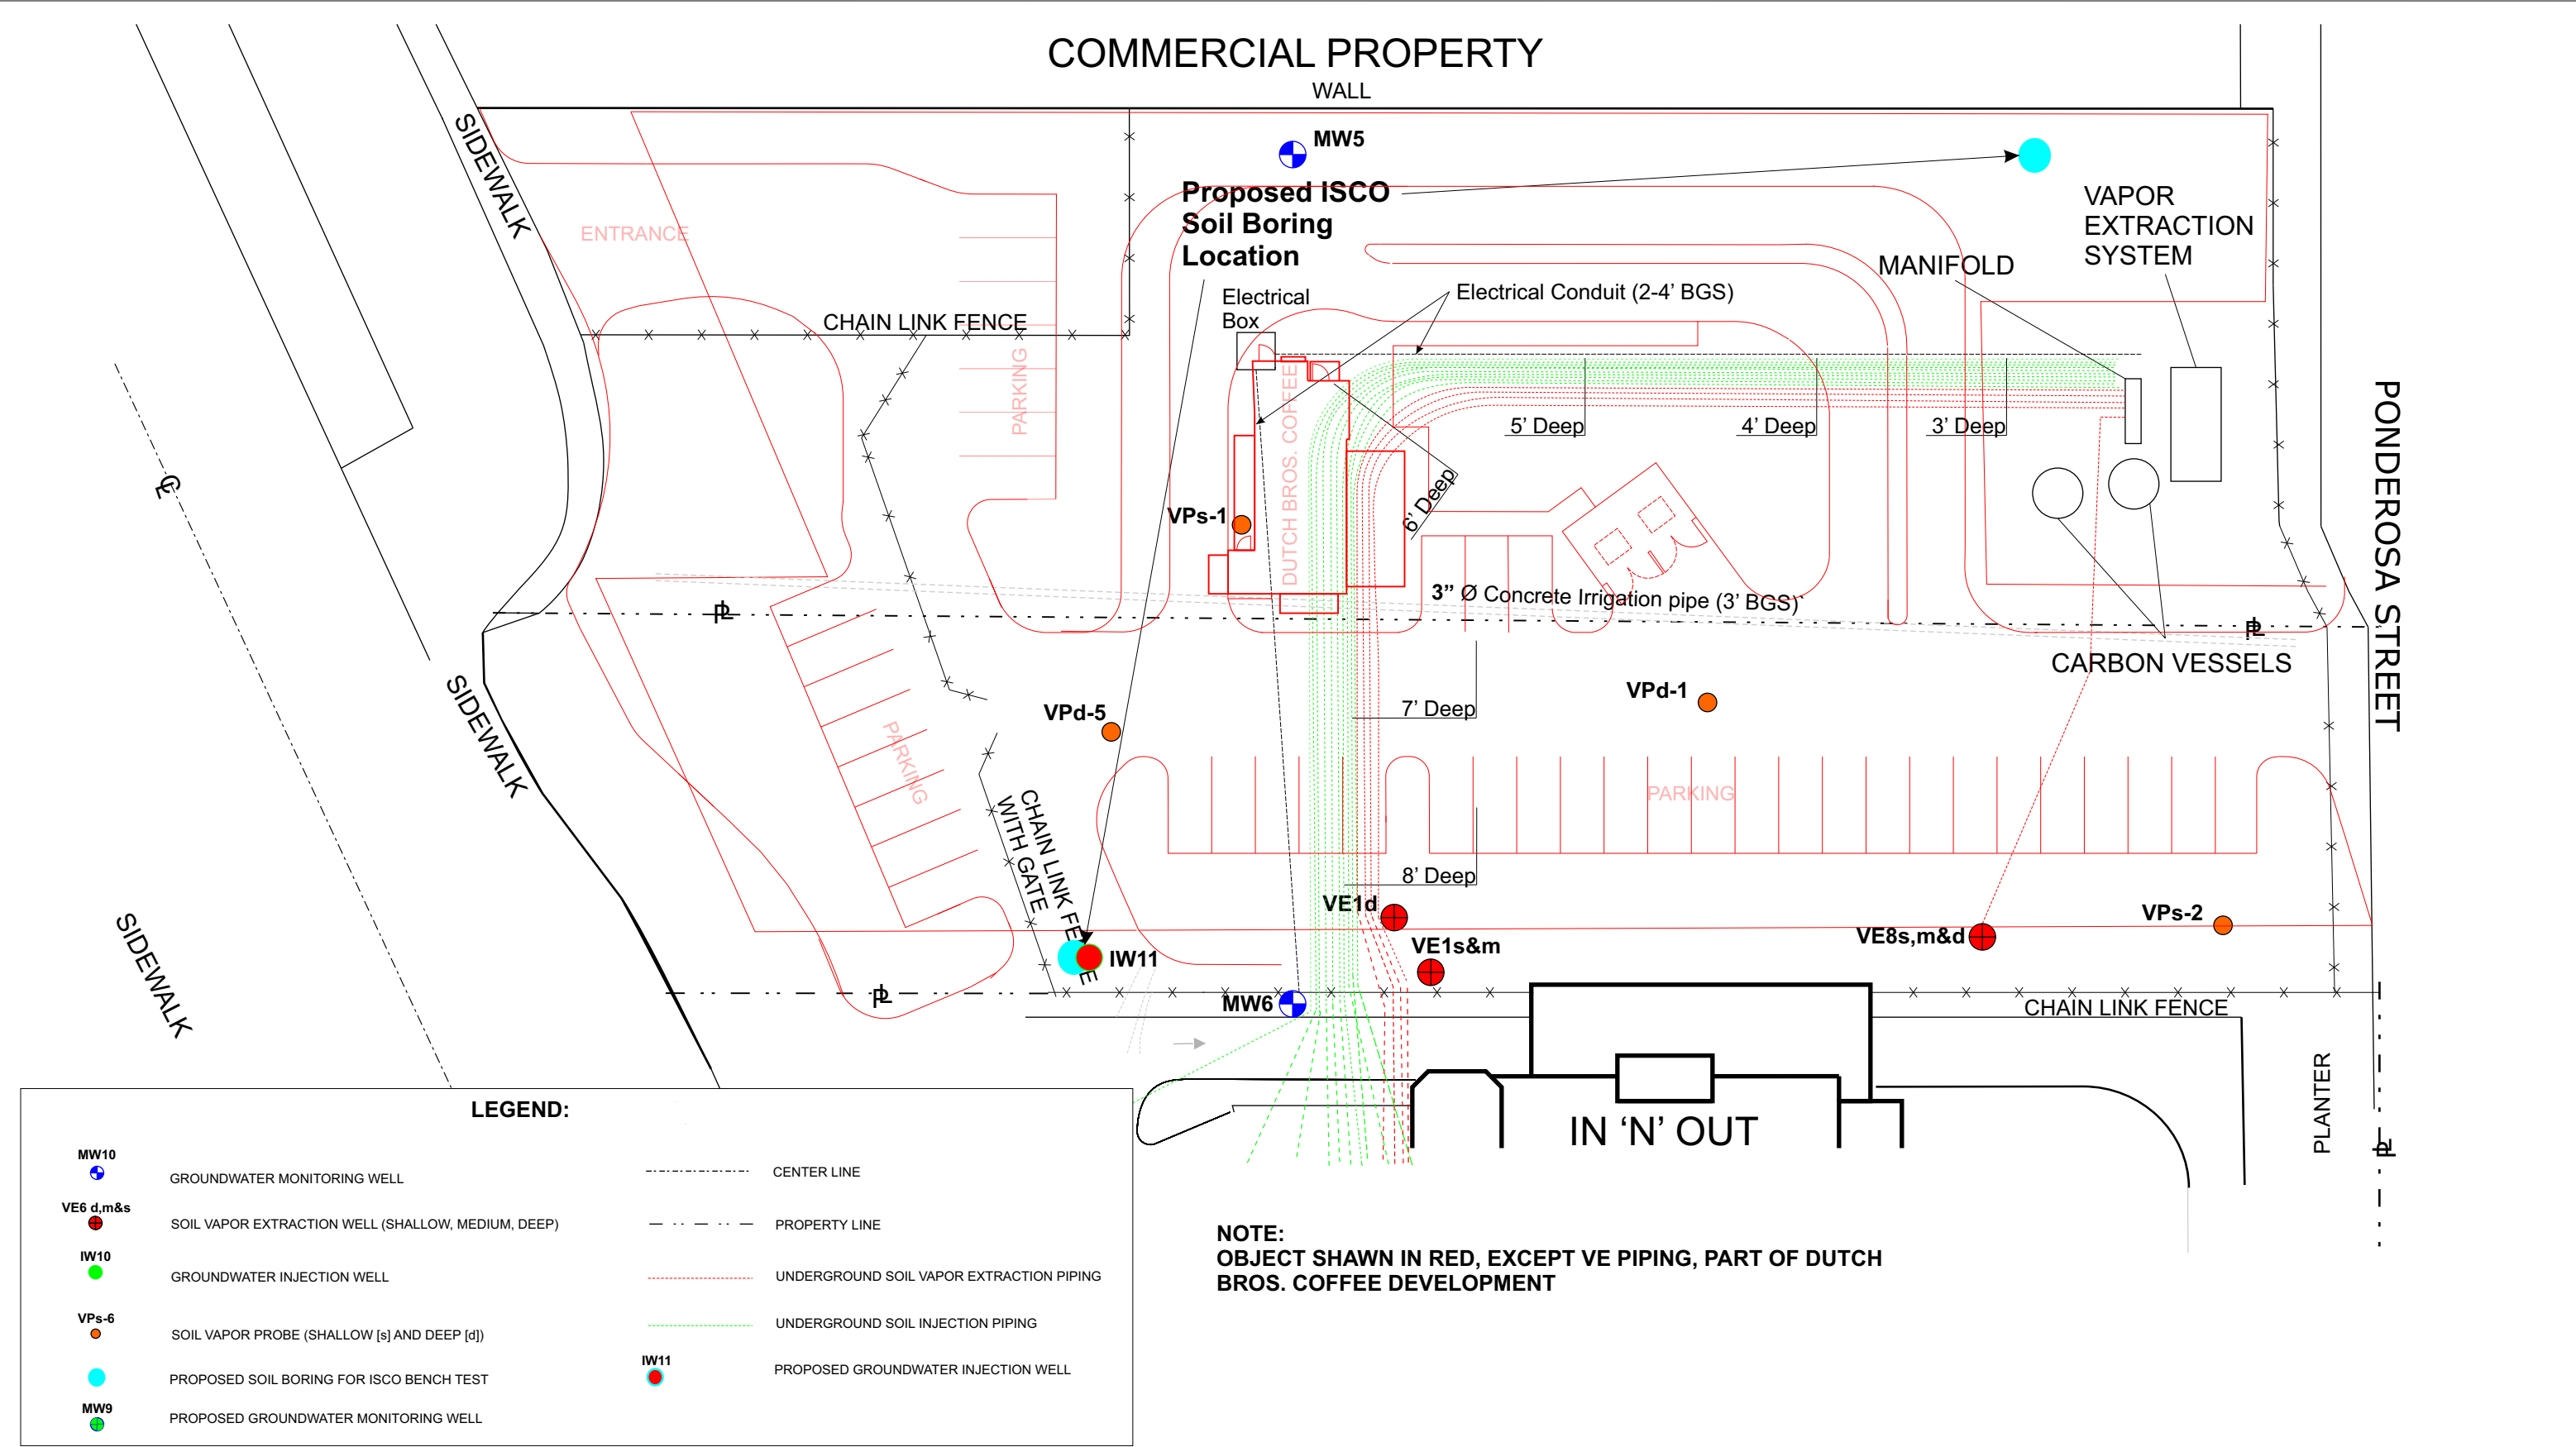 COMMERCIAL PROPERTY
WALL
SIDEWALK
MW5
Proposed ISCO
Soil Boring
Location
VAPOR
EXTRACTION
SYSTEM
MANIFOLD
ENTRANCE
Electrical
Box
Electrical Conduit (2-4’ BGS)
CHAIN LINK FENCE
PARKING
DUTCH BROS. COFFEE
5’ Deep
4’ Deep
3’ Deep
6’ Deep
PONDEROSA STREET
CL
VPs-1
3” Ø Concrete Irrigation pipe (3’ BGS)`
PL
PL
CARBON VESSELS
SIDEWALK
VPd-5
7’ Deep
VPd-1
PARKING
PARKING
CHAIN LINK FENCE
WITH GATE
8’ Deep
VE1d
VE1s&m
VE8s,m&d
VPs-2
SIDEWALK
IW11
PL
MW6
CHAIN LINK FENCE
PLANTER
PL
IN ‘N’ OUT
LEGEND:
MW10
GROUNDWATER MONITORING WELL
VE6 d,m&s
SOIL VAPOR EXTRACTION WELL (SHALLOW, MEDIUM, DEEP)
IW10
GROUNDWATER INJECTION WELL
VPs-6
SOIL VAPOR PROBE (SHALLOW [s] AND DEEP [d])
PROPOSED SOIL BORING FOR ISCO BENCH TEST
MW9
PROPOSED GROUNDWATER MONITORING WELL
CENTER LINE
PROPERTY LINE
UNDERGROUND SOIL VAPOR EXTRACTION PIPING
UNDERGROUND SOIL INJECTION PIPING
IW11
PROPOSED GROUNDWATER INJECTION WELL
NOTE:
OBJECT SHOWN IN RED, EXCEPT VE PIPING, PART OF DUTCH
BROS. COFFEE DEVELOPMENT